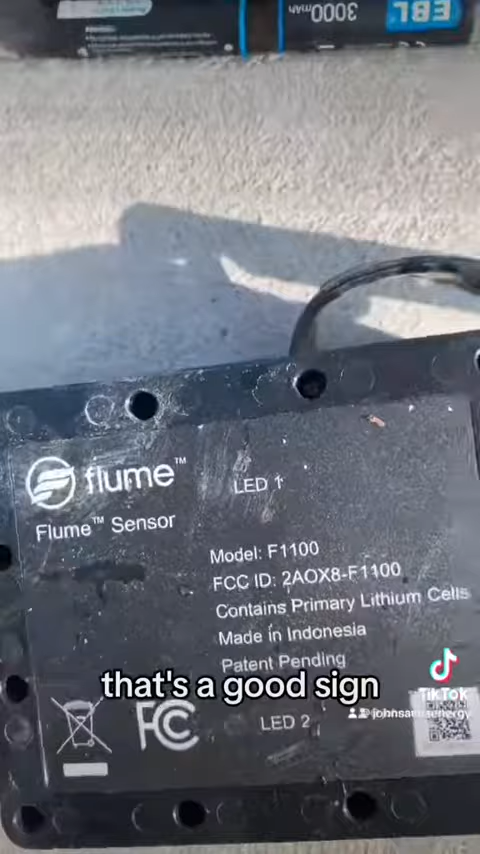 EBL
3000mAh
flume™
LED 1
Flume™ Sensor
Model: F1100
FCC ID: 2AOX8-F1100
Contains Primary Lithium Cells
Made in Indonesia
Patent Pending
that's a good sign
TikTok
FC
LED 2